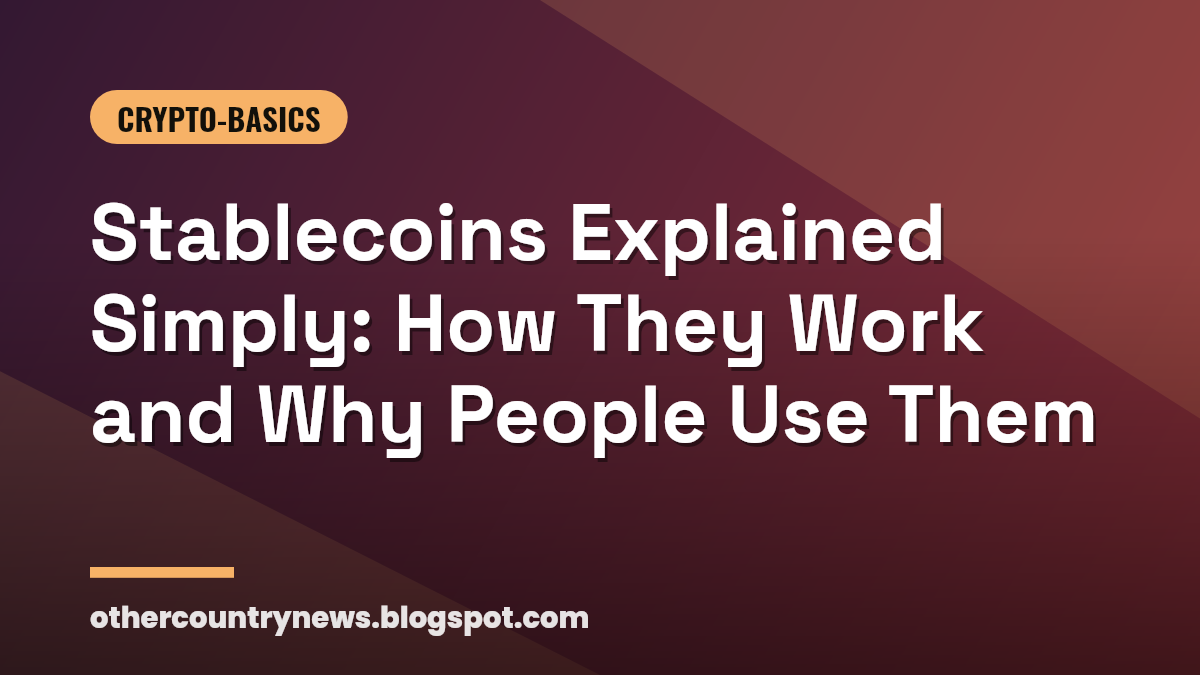 CRYPTO-BASICS
Stablecoins Explained
Simply: How They Work
and Why People Use Them
othercountrynews.blogspot.com